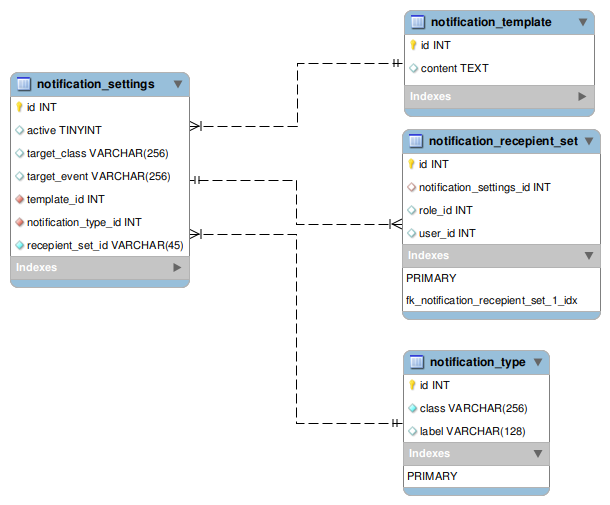 notification_settings
id INT
active TINYINT
target_class VARCHAR(256)
target_event VARCHAR(256)
template_id INT
notification_type_id INT
recepient_set_id VARCHAR(45)
Indexes
notification_template
id INT
content TEXT
Indexes
notification_recepient_set
id INT
notification_settings_id INT
role_id INT
user_id INT
Indexes
PRIMARY
fk_notification_recepient_set_1_idx
notification_type
id INT
class VARCHAR(256)
label VARCHAR(128)
Indexes
PRIMARY